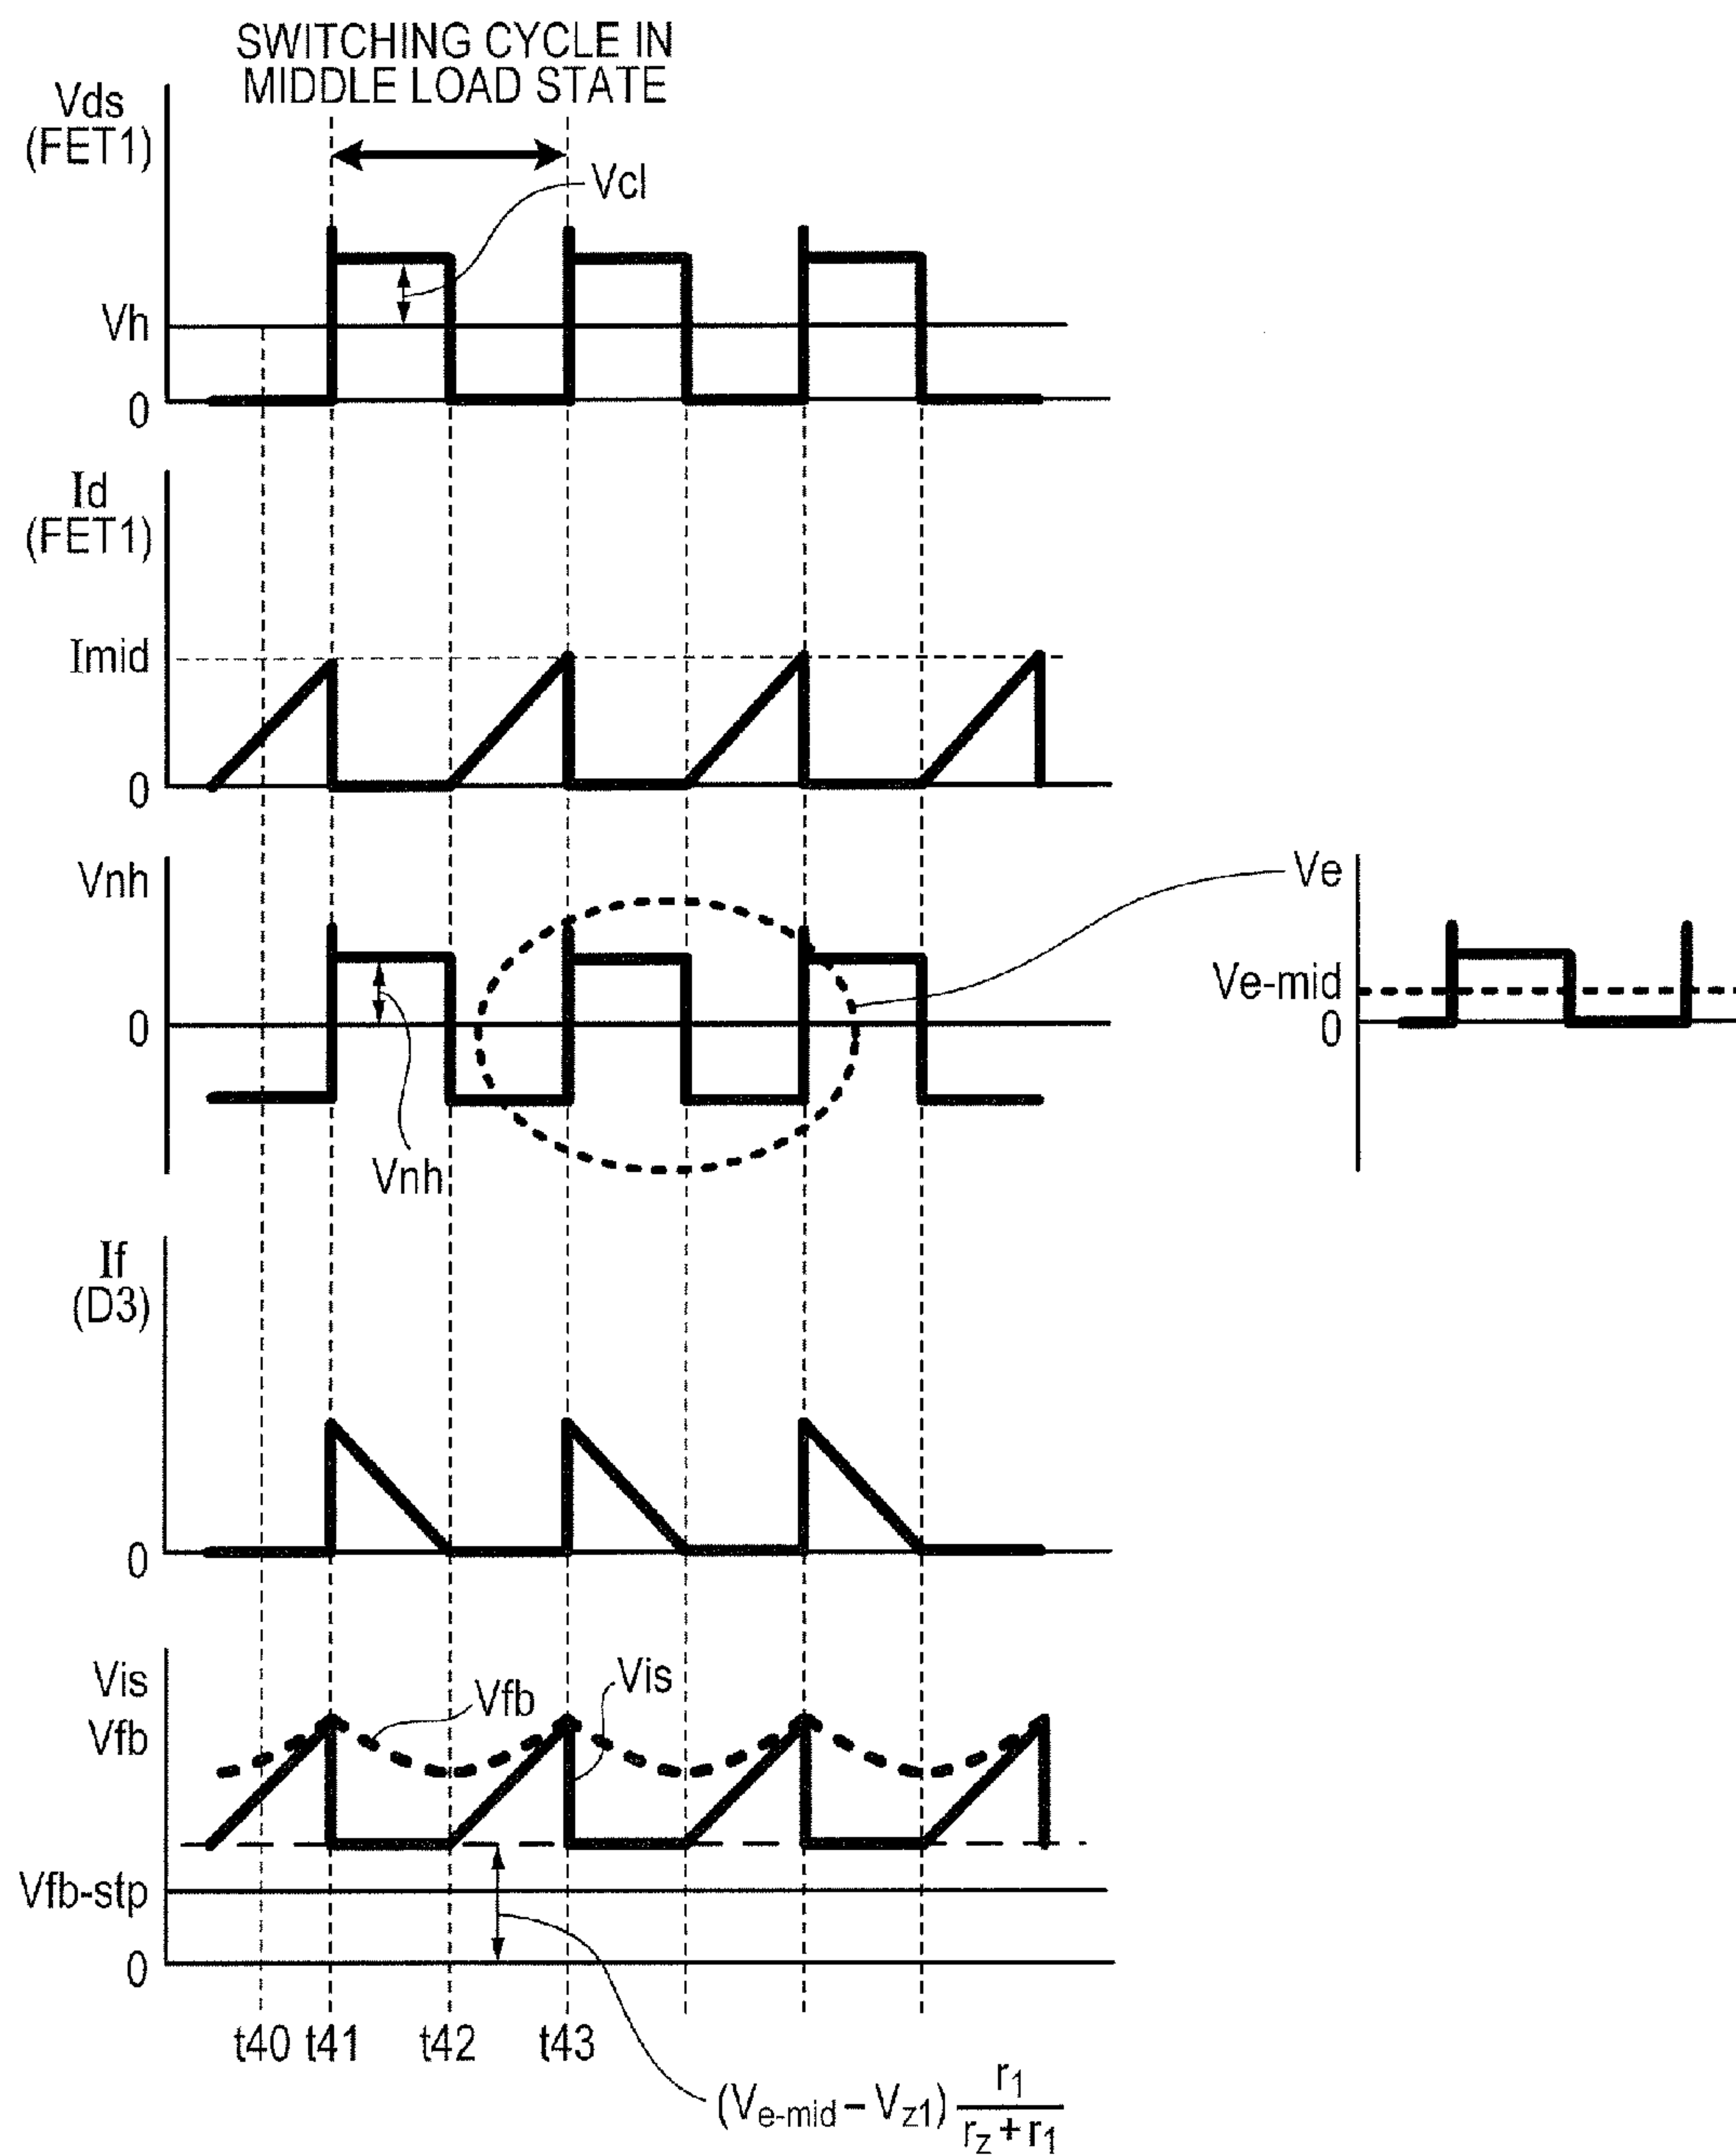 SWITCHING CYCLE IN
MIDDLE LOAD STATE
Vds
(FET1)
Vcl
Vh
0
Id
(FET1)
Imid
0
Vnh
0
Vnh
Ve
Ve-mid
0
If
(D3)
0
Vis
Vfb
Vfb
Vis
Vfb-stp
0
t40 t41 t42 t43
(Ve-mid − Vz1) r1 / (rz + r1)